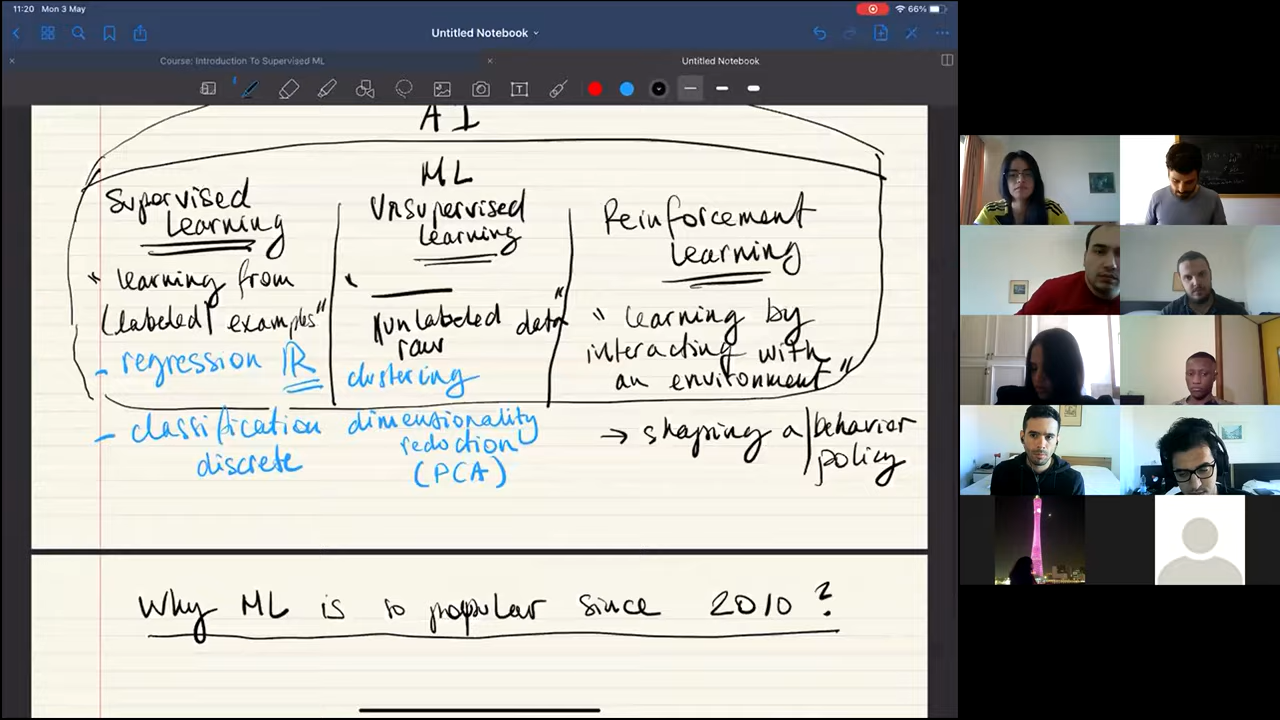 11:20 Mon 3 May
66%
Untitled Notebook
Course: Introduction To Supervised ML
Untitled Notebook
AI
ML
Supervised
Learning
"learning from
(labeled) examples"
- regression ℝ
- classification
discrete
Unsupervised
learning
"
unlabeled data"
raw
clustering
dimensionality
reduction
(PCA)
Reinforcement
Learning
"learning by
interacting with
an environment"
→ shaping a behavior
policy
Why ML is so popular since 2010?